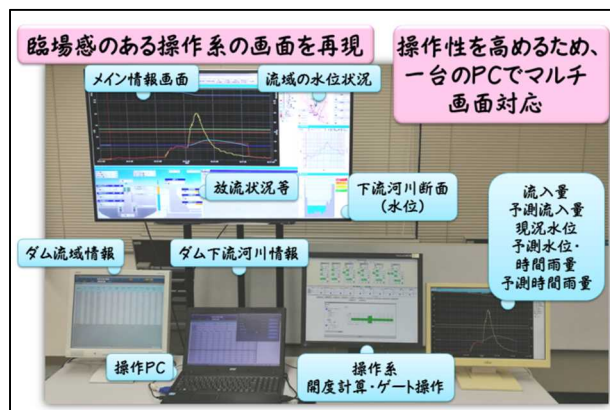 臨場感のある操作系の画面を再現
操作性を高めるため、
一台のPCでマルチ
画面対応
メイン情報画面
流域の水位状況
放流状況等
下流河川断面
（水位）
流入量
予測流入量
現況水位
予測水位・
時間雨量
予測時間雨量
ダム流域情報
ダム下流河川情報
操作PC
操作系
開度計算・ゲート操作